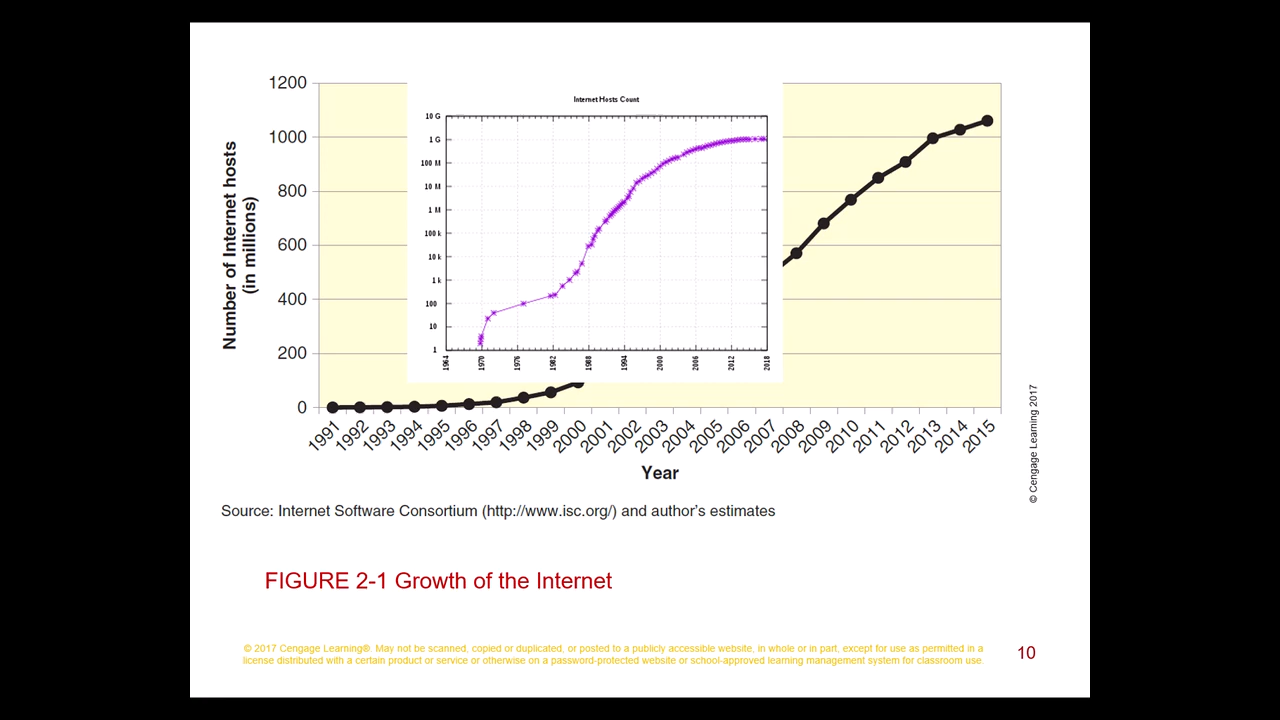 1200
1000
800
600
400
200
0
Number of Internet hosts
(in millions)
Internet Hosts Count
10 G
1 G
100 M
10 M
1 M
100 k
10 k
1 k
100
10
1
1964 1970 1976 1982 1988 1994 2000 2006 2012 2018
1991 1992 1993 1994 1995 1996 1997 1998 1999 2000 2001 2002 2003 2004 2005 2006 2007 2008 2009 2010 2011 2012 2013 2014 2015
Year
© Cengage Learning 2017
Source: Internet Software Consortium (http://www.isc.org/) and author's estimates
FIGURE 2-1 Growth of the Internet
© 2017 Cengage Learning®. May not be scanned, copied or duplicated, or posted to a publicly accessible website, in whole or in part, except for use as permitted in a
license distributed with a certain product or service or otherwise on a password-protected website or school-approved learning management system for classroom use.
10